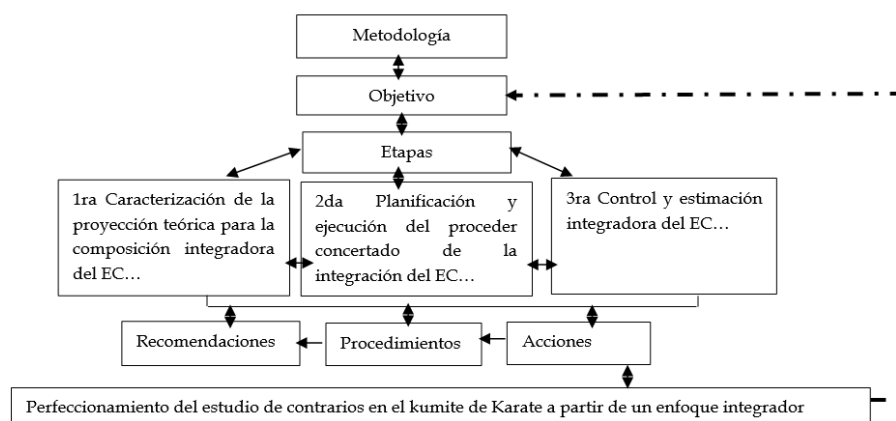 Metodología
Objetivo
Etapas
1ra Caracterización de la
proyección teórica para la
composición integradora
del EC…
2da Planificación y
ejecución del proceder
concertado de la
integración del EC…
3ra Control y estimación
integradora del EC…
Recomendaciones
Procedimientos
Acciones
Perfeccionamiento del estudio de contrarios en el kumite de Karate a partir de un enfoque integrador